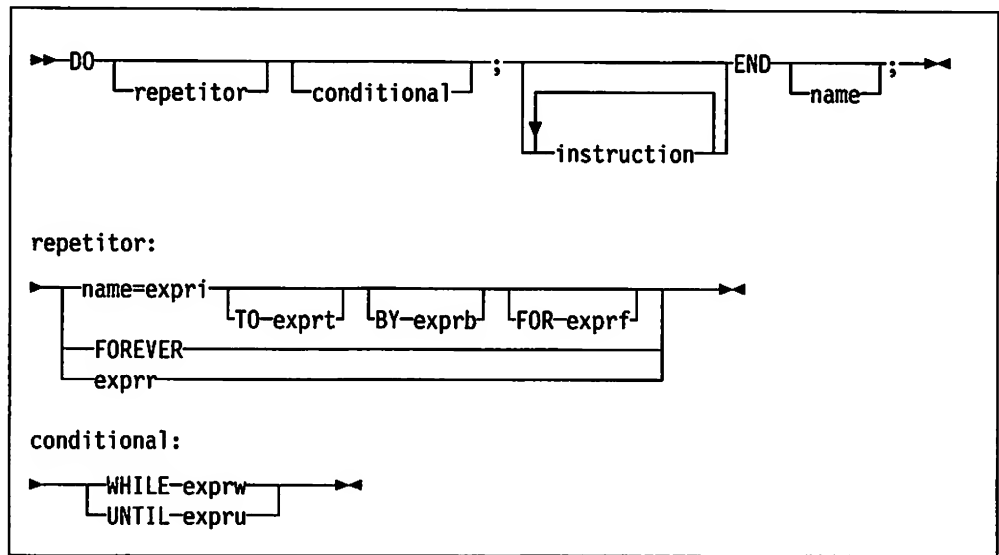 DO ; END ;
repetitor conditional name
instruction
repetitor:
name=expri
TO exprt BY exprb FOR exprf
FOREVER
exprr
conditional:
WHILE exprw
UNTIL expru